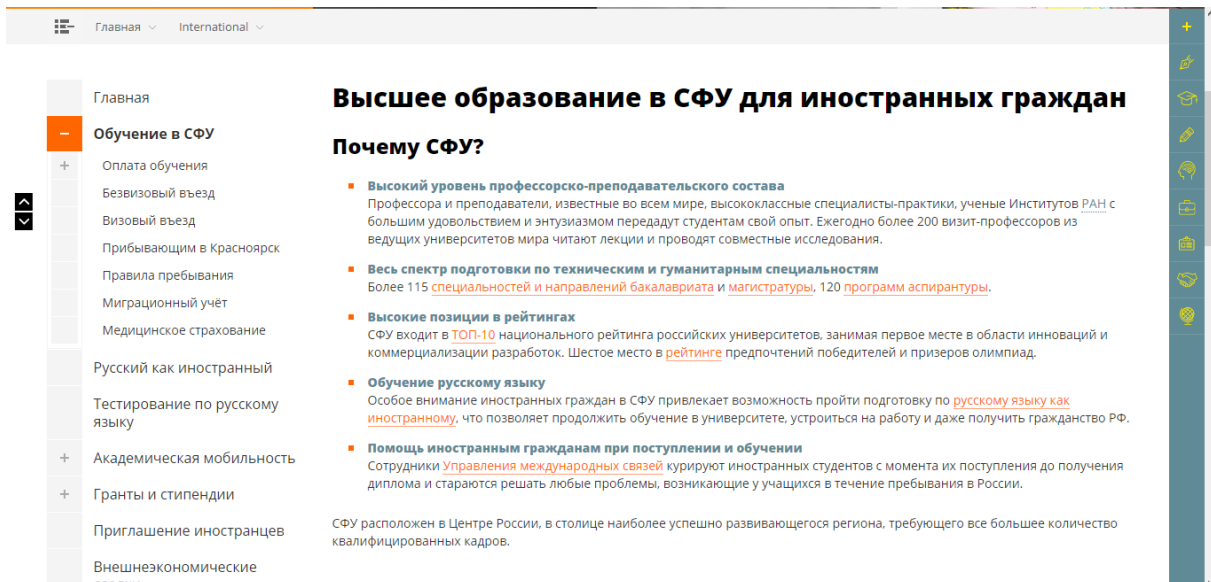 Главная
International
Главная
Обучение в СФУ
Оплата обучения
Безвизовый въезд
Визовый въезд
Прибывающим в Красноярск
Правила пребывания
Миграционный учёт
Медицинское страхование
Русский как иностранный
Тестирование по русскому
языку
Академическая мобильность
Гранты и стипендии
Приглашение иностранцев
Внешнеэкономические
Высшее образование в СФУ для иностранных граждан
Почему СФУ?
Высокий уровень профессорско-преподавательского состава
Профессора и преподаватели, известные во всем мире, высококлассные специалисты-практики, ученые Институтов РАН с
большим удовольствием и энтузиазмом передадут студентам свой опыт. Ежегодно более 200 визит-профессоров из
ведущих университетов мира читают лекции и проводят совместные исследования.
Весь спектр подготовки по техническим и гуманитарным специальностям
Более 115 специальностей и направлений бакалавриата и магистратуры, 120 программ аспирантуры.
Высокие позиции в рейтингах
СФУ входит в ТОП-10 национального рейтинга российских университетов, занимая первое месте в области инноваций и
коммерциализации разработок. Шестое место в рейтинге предпочтений победителей и призеров олимпиад.
Обучение русскому языку
Особое внимание иностранных граждан в СФУ привлекает возможность пройти подготовку по русскому языку как
иностранному, что позволяет продолжить обучение в университете, устроиться на работу и даже получить гражданство РФ.
Помощь иностранным гражданам при поступлении и обучении
Сотрудники Управления международных связей курируют иностранных студентов с момента их поступления до получения
диплома и стараются решать любые проблемы, возникающие у учащихся в течение пребывания в России.
СФУ расположен в Центре России, в столице наиболее успешно развивающегося региона, требующего все большее количество
квалифицированных кадров.